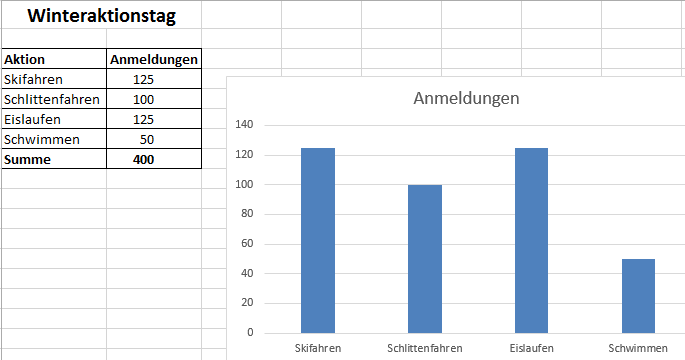 Winteraktionstag
Aktion Anmeldungen
Skifahren 125
Schlittenfahren 100
Eislaufen 125
Schwimmen 50
Summe 400
Anmeldungen
140
120
100
80
60
40
20
0
Skifahren Schlittenfahren Eislaufen Schwimmen